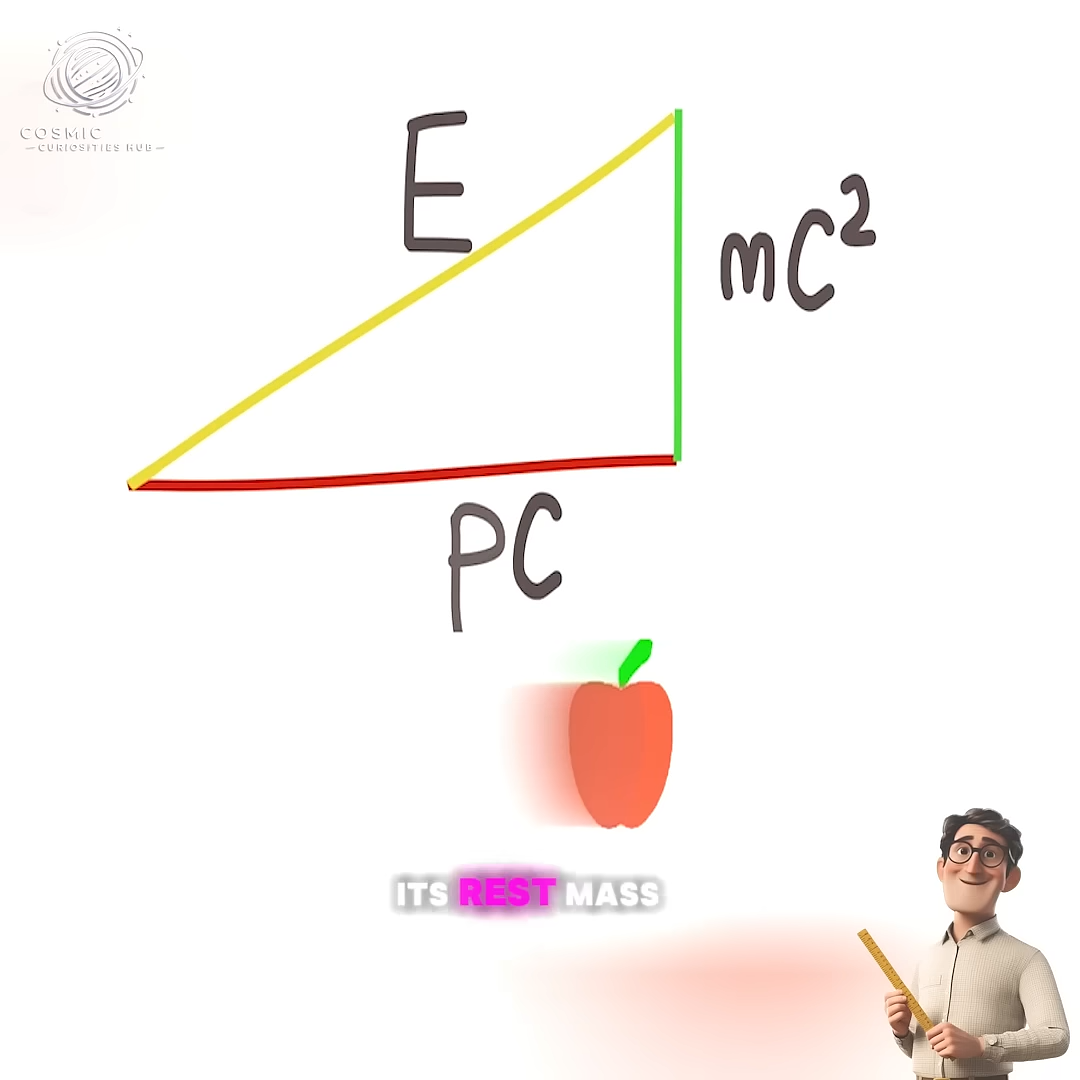 COSMIC
—CURIOSITIES HUB—
E
mC²
PC
ITS REST MASS